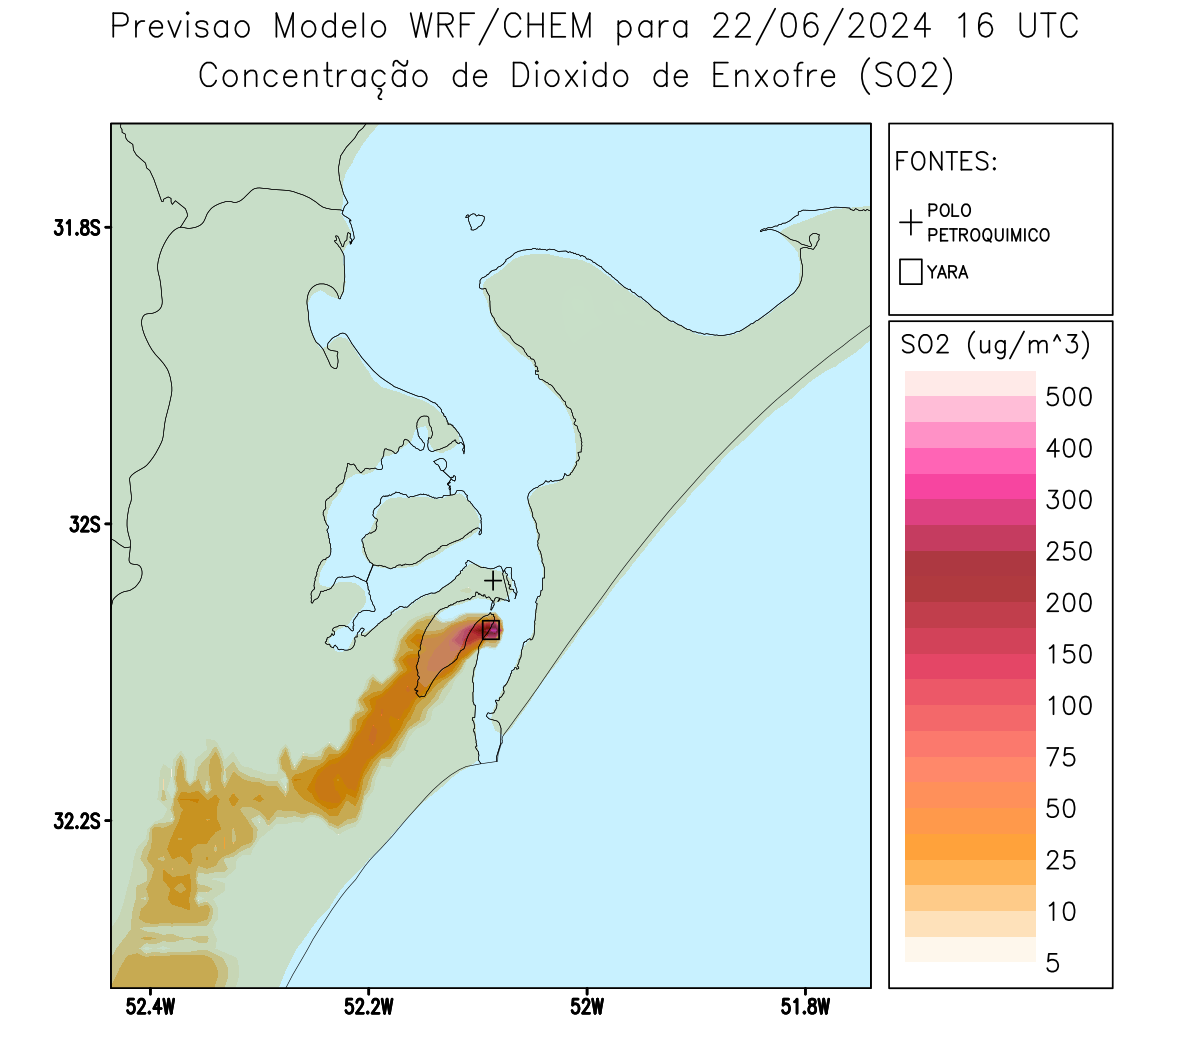 Previsao Modelo WRF/CHEM para 22/06/2024 16 UTC
Concentração de Dioxido de Enxofre (SO2)
FONTES:
POLO
PETROQUIMICO
YARA
SO2 (ug/m^3)
500
400
300
250
200
150
100
75
50
25
10
5
31.8S
32S
32.2S
52.4W
52.2W
52W
51.8W